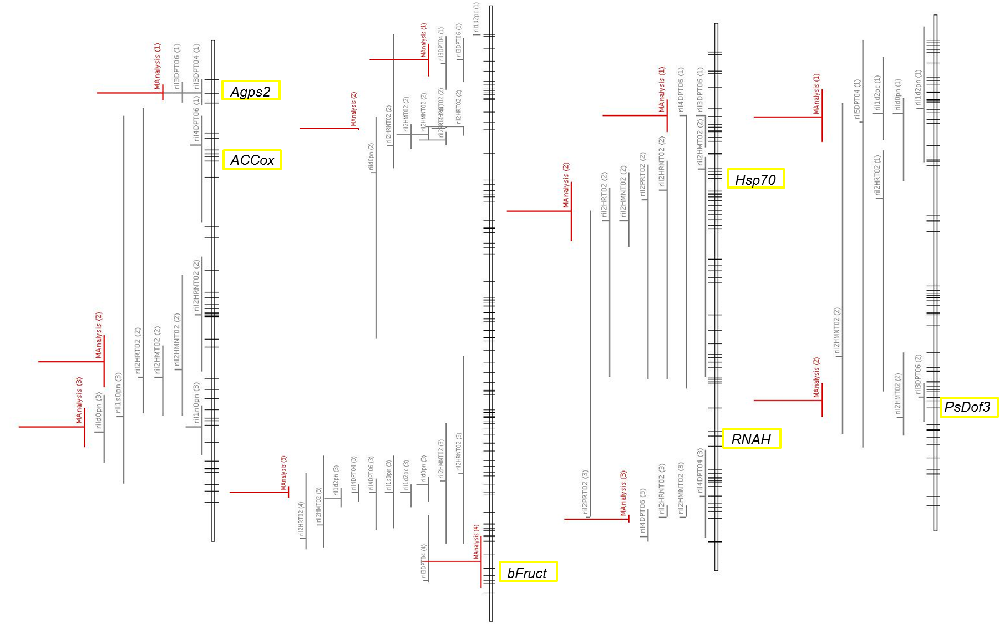 MAnalysis (1)
ril3DPT06 (1)
ril3DPT04 (1)
Agps2
ril4DPT06 (1)
ACCox
ril2HRNT02 (2)
MAnalysis (2)
ril2HRT02 (2)
ril2HMT02 (2)
ril2HMNT02 (2)
MAnalysis (3)
rild0pn (3)
ril1s0pn (3)
ril1n0pn (3)
ril1d2pc (1)
MAnalysis (1)
ril3DPT04 (1)
ril3DPT06 (1)
MAnalysis (2)
rild0pn (2)
ril2HRNT02 (2)
ril2HMT02 (2)
ril2HMNT02 (2)
ril2HRT02 (2)
MAnalysis (3)
ril2HRT02 (4)
ril2HMT02 (3)
ril1d2pn (3)
ril4DPT04 (3)
ril4DPT06 (3)
ril1s0pn (3)
ril1d2pc (3)
rild0pn (3)
ril2HMNT02 (3)
ril2HRNT02 (3)
ril3DPT04 (4)
MAnalysis (4)
bFruct
MAnalysis (1)
ril4DPT06 (1)
ril3DPT06 (1)
MAnalysis (2)
ril2HRT02 (2)
ril2HMNT02 (2)
ril2PRT02 (2)
ril2HRNT02 (2)
ril2HMT02 (2)
Hsp70
RNAH
ril2PRT02 (3)
MAnalysis (3)
ril4DPT06 (3)
ril2HRNT02 (3)
ril2HMNT02 (3)
ril4DPT04 (3)
MAnalysis (1)
ril5DPT04 (1)
ril1d2pc (1)
rild0pn (1)
ril1d2pn (1)
ril2HRT02 (1)
ril2HMNT02 (2)
MAnalysis (2)
ril2HMT02 (2)
ril3DPT06 (2)
PsDof3